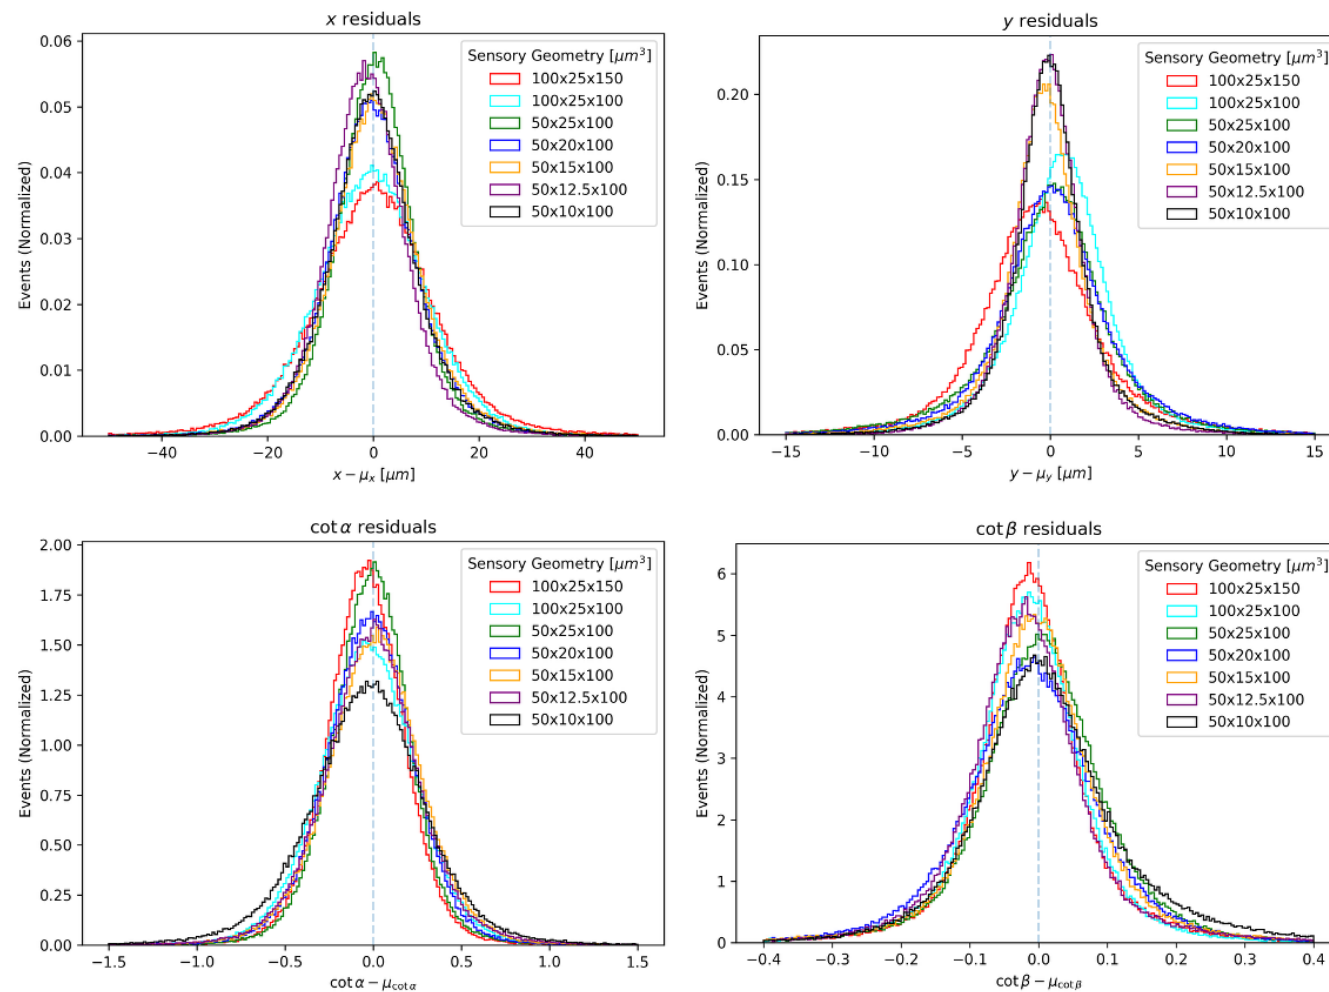 x residuals
Events (Normalized)
0.06
0.05
0.04
0.03
0.02
0.01
0.00
Sensory Geometry [μm³]
100x25x150
100x25x100
50x25x100
50x20x100
50x15x100
50x12.5x100
50x10x100
−40 −20 0 20 40
x − μₓ [μm]
y residuals
Events (Normalized)
0.20
0.15
0.10
0.05
0.00
Sensory Geometry [μm³]
100x25x150
100x25x100
50x25x100
50x20x100
50x15x100
50x12.5x100
50x10x100
−15 −10 −5 0 5 10 15
y − μ_y [μm]
cot α residuals
Events (Normalized)
2.00
1.75
1.50
1.25
1.00
0.75
0.50
0.25
0.00
Sensory Geometry [μm³]
100x25x150
100x25x100
50x25x100
50x20x100
50x15x100
50x12.5x100
50x10x100
−1.5 −1.0 −0.5 0.0 0.5 1.0 1.5
cot α − μ_cot α
cot β residuals
Events (Normalized)
6
5
4
3
2
1
0
Sensory Geometry [μm³]
100x25x150
100x25x100
50x25x100
50x20x100
50x15x100
50x12.5x100
50x10x100
−0.4 −0.3 −0.2 −0.1 0.0 0.1 0.2 0.3 0.4
cot β − μ_cot β